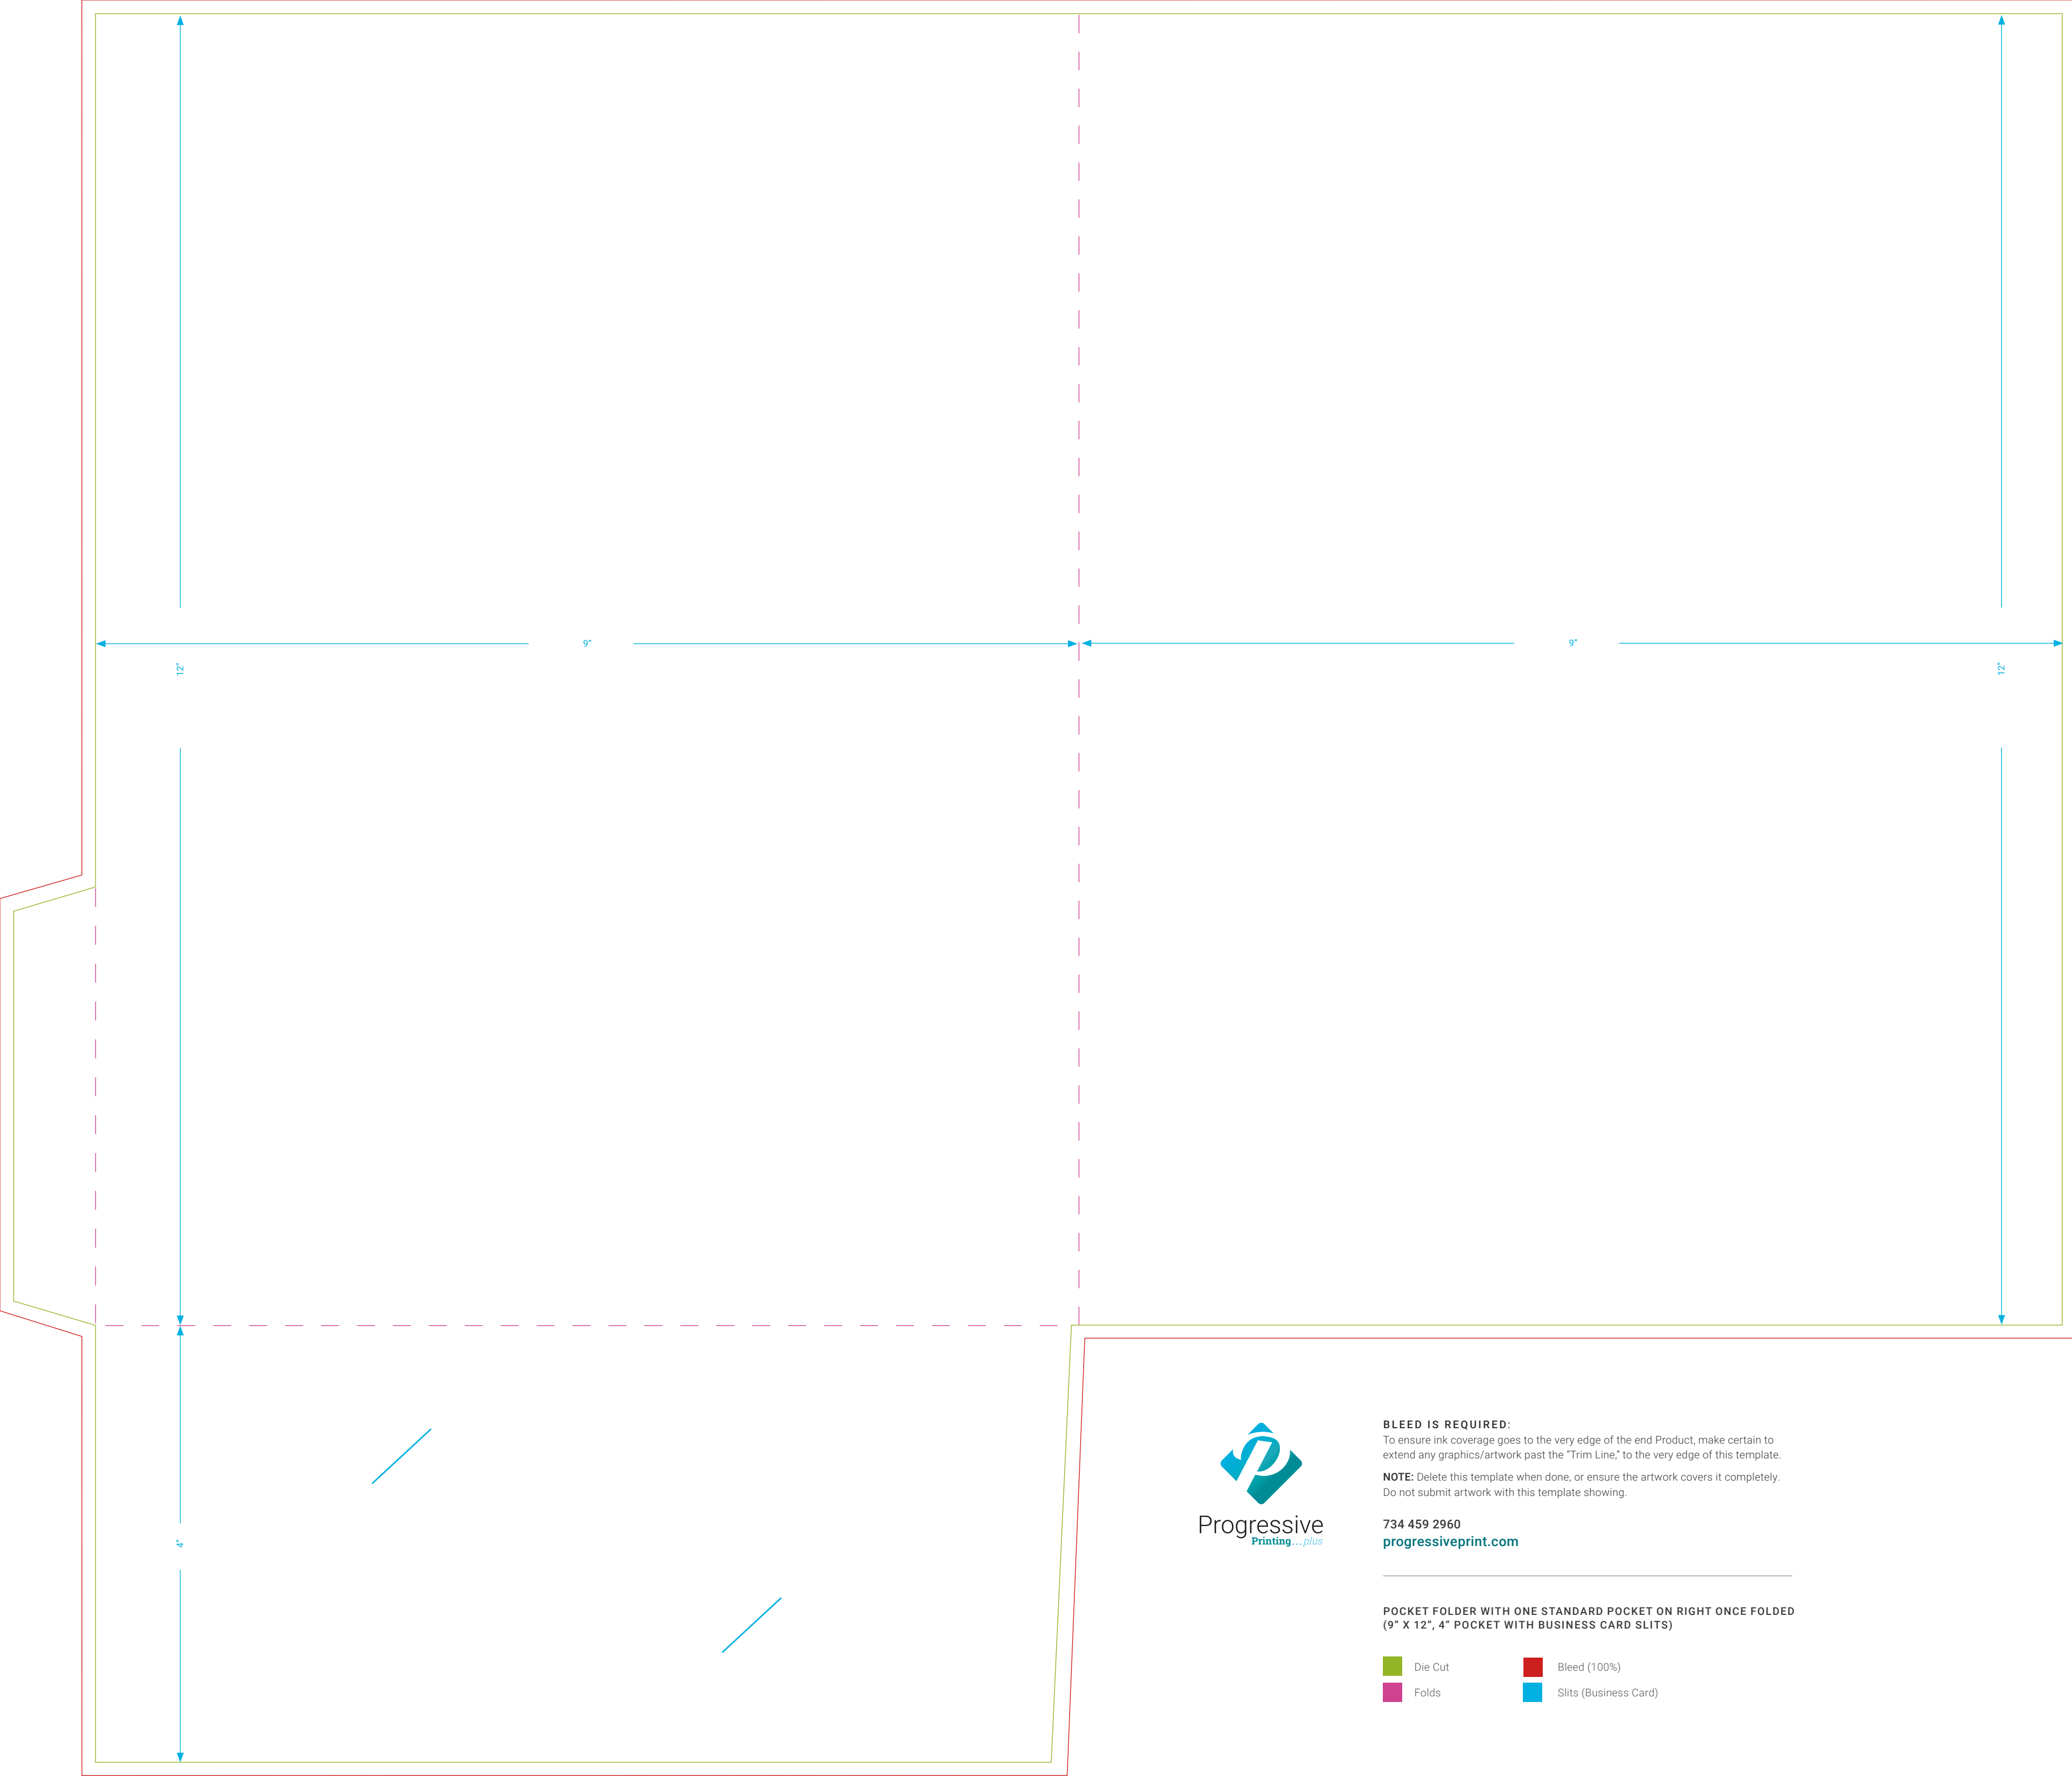 9”
9”
12”
12”
4”
Progressive
Printing...plus
BLEED IS REQUIRED:
To ensure ink coverage goes to the very edge of the end Product, make certain to
extend any graphics/artwork past the “Trim Line,” to the very edge of this template.
NOTE: Delete this template when done, or ensure the artwork covers it completely.
Do not submit artwork with this template showing.
734 459 2960
progressiveprint.com
POCKET FOLDER WITH ONE STANDARD POCKET ON RIGHT ONCE FOLDED
(9” X 12”, 4” POCKET WITH BUSINESS CARD SLITS)
Die Cut
Bleed (100%)
Folds
Slits (Business Card)